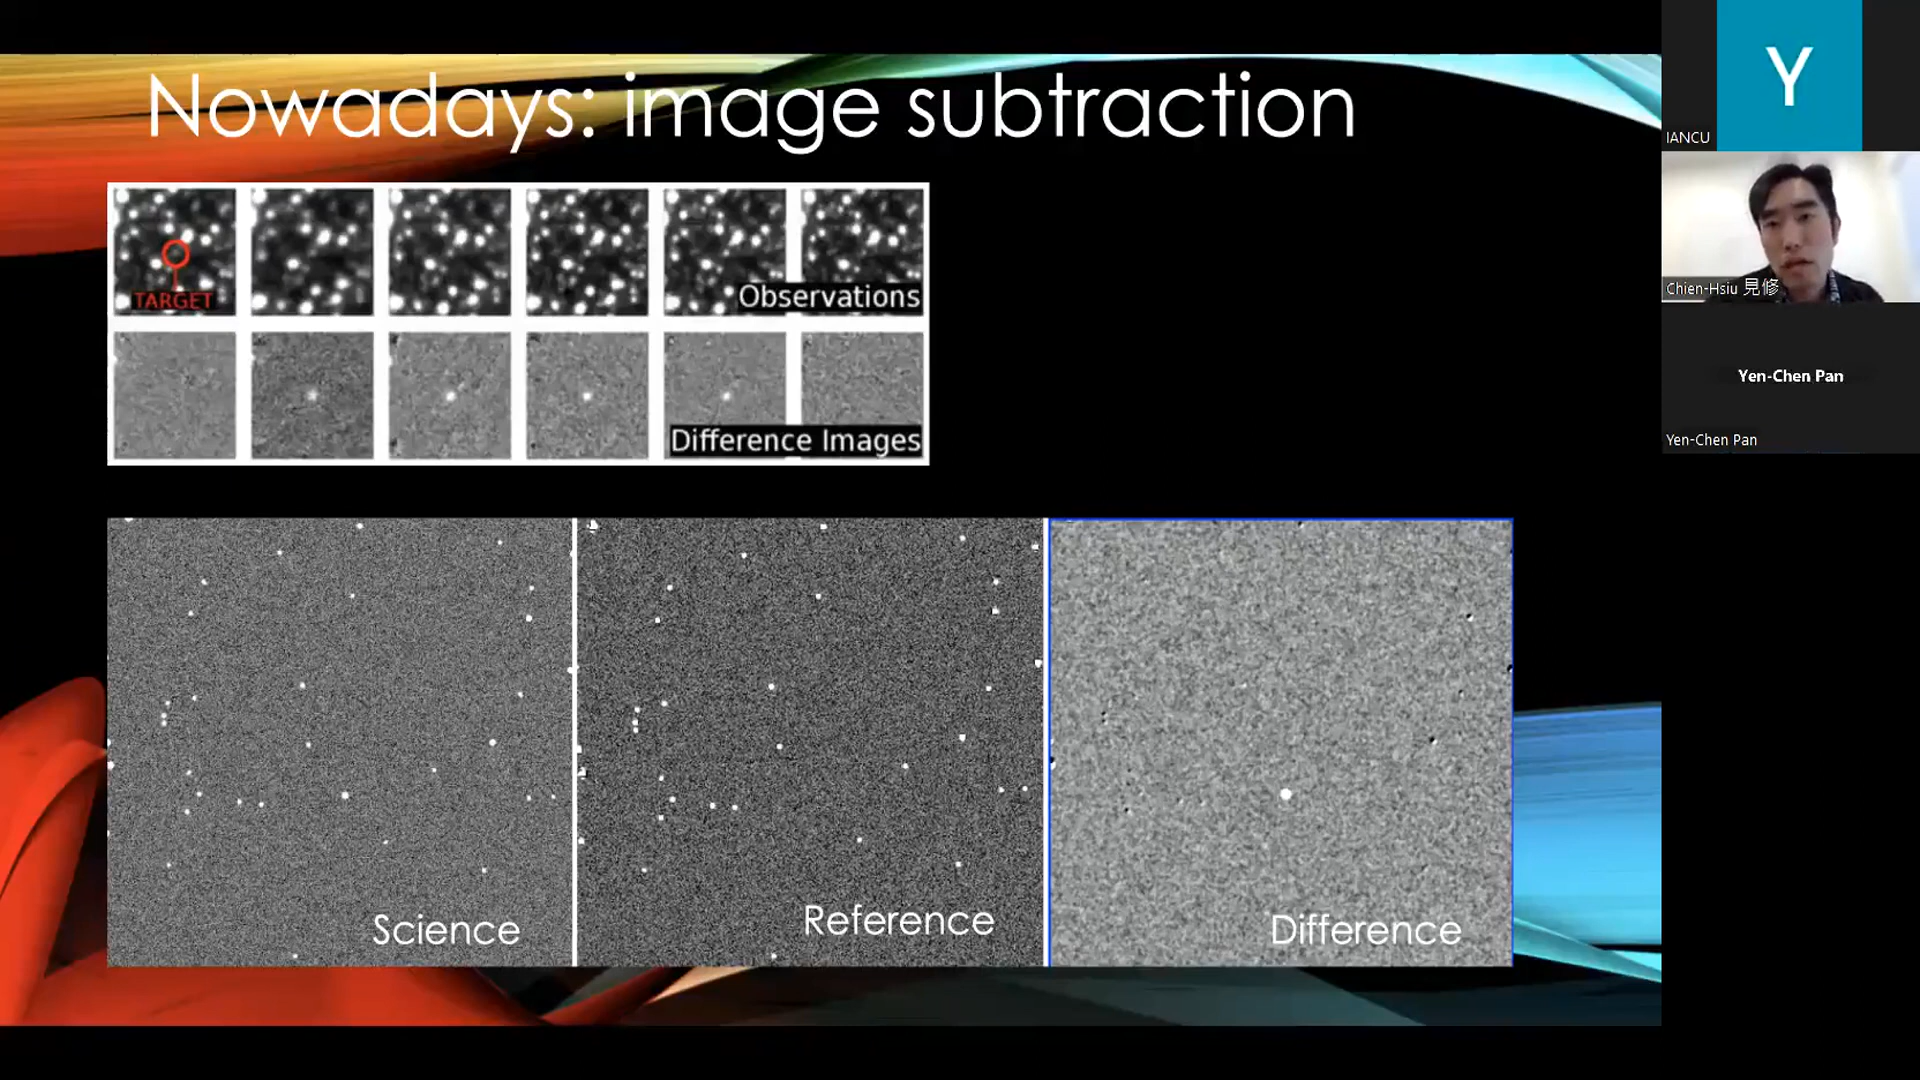 Nowadays: image subtraction
TARGET
Observations
Difference Images
Science
Reference
Difference
Y
IANCU
Chien-Hsiu 見修
Yen-Chen Pan
Yen-Chen Pan